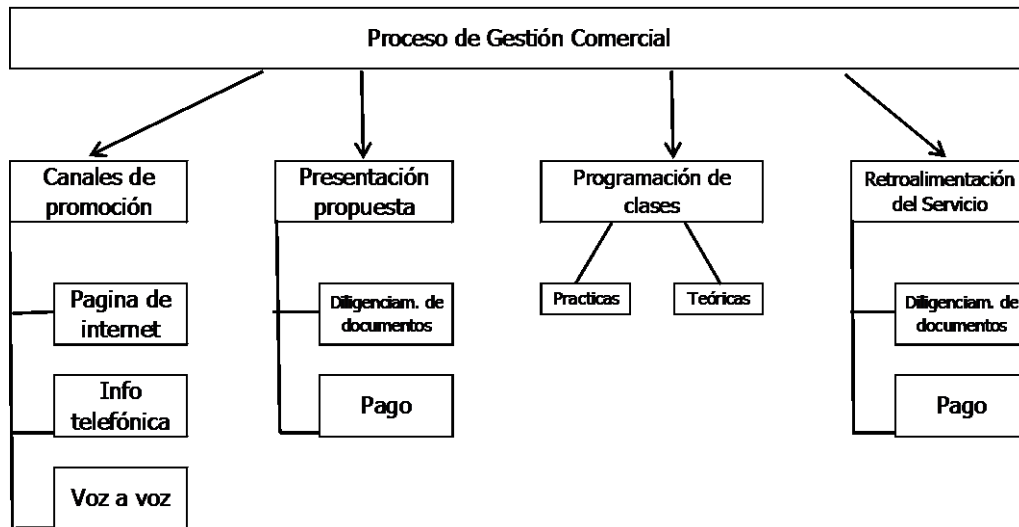 Proceso de Gestión Comercial
Canales de
promoción
Presentación
propuesta
Programación de
clases
Retroalimentación
del Servicio
Pagina de
internet
Diligenciam. de
documentos
Practicas
Teóricas
Diligenciam. de
documentos
Info
telefónica
Pago
Pago
Voz a voz